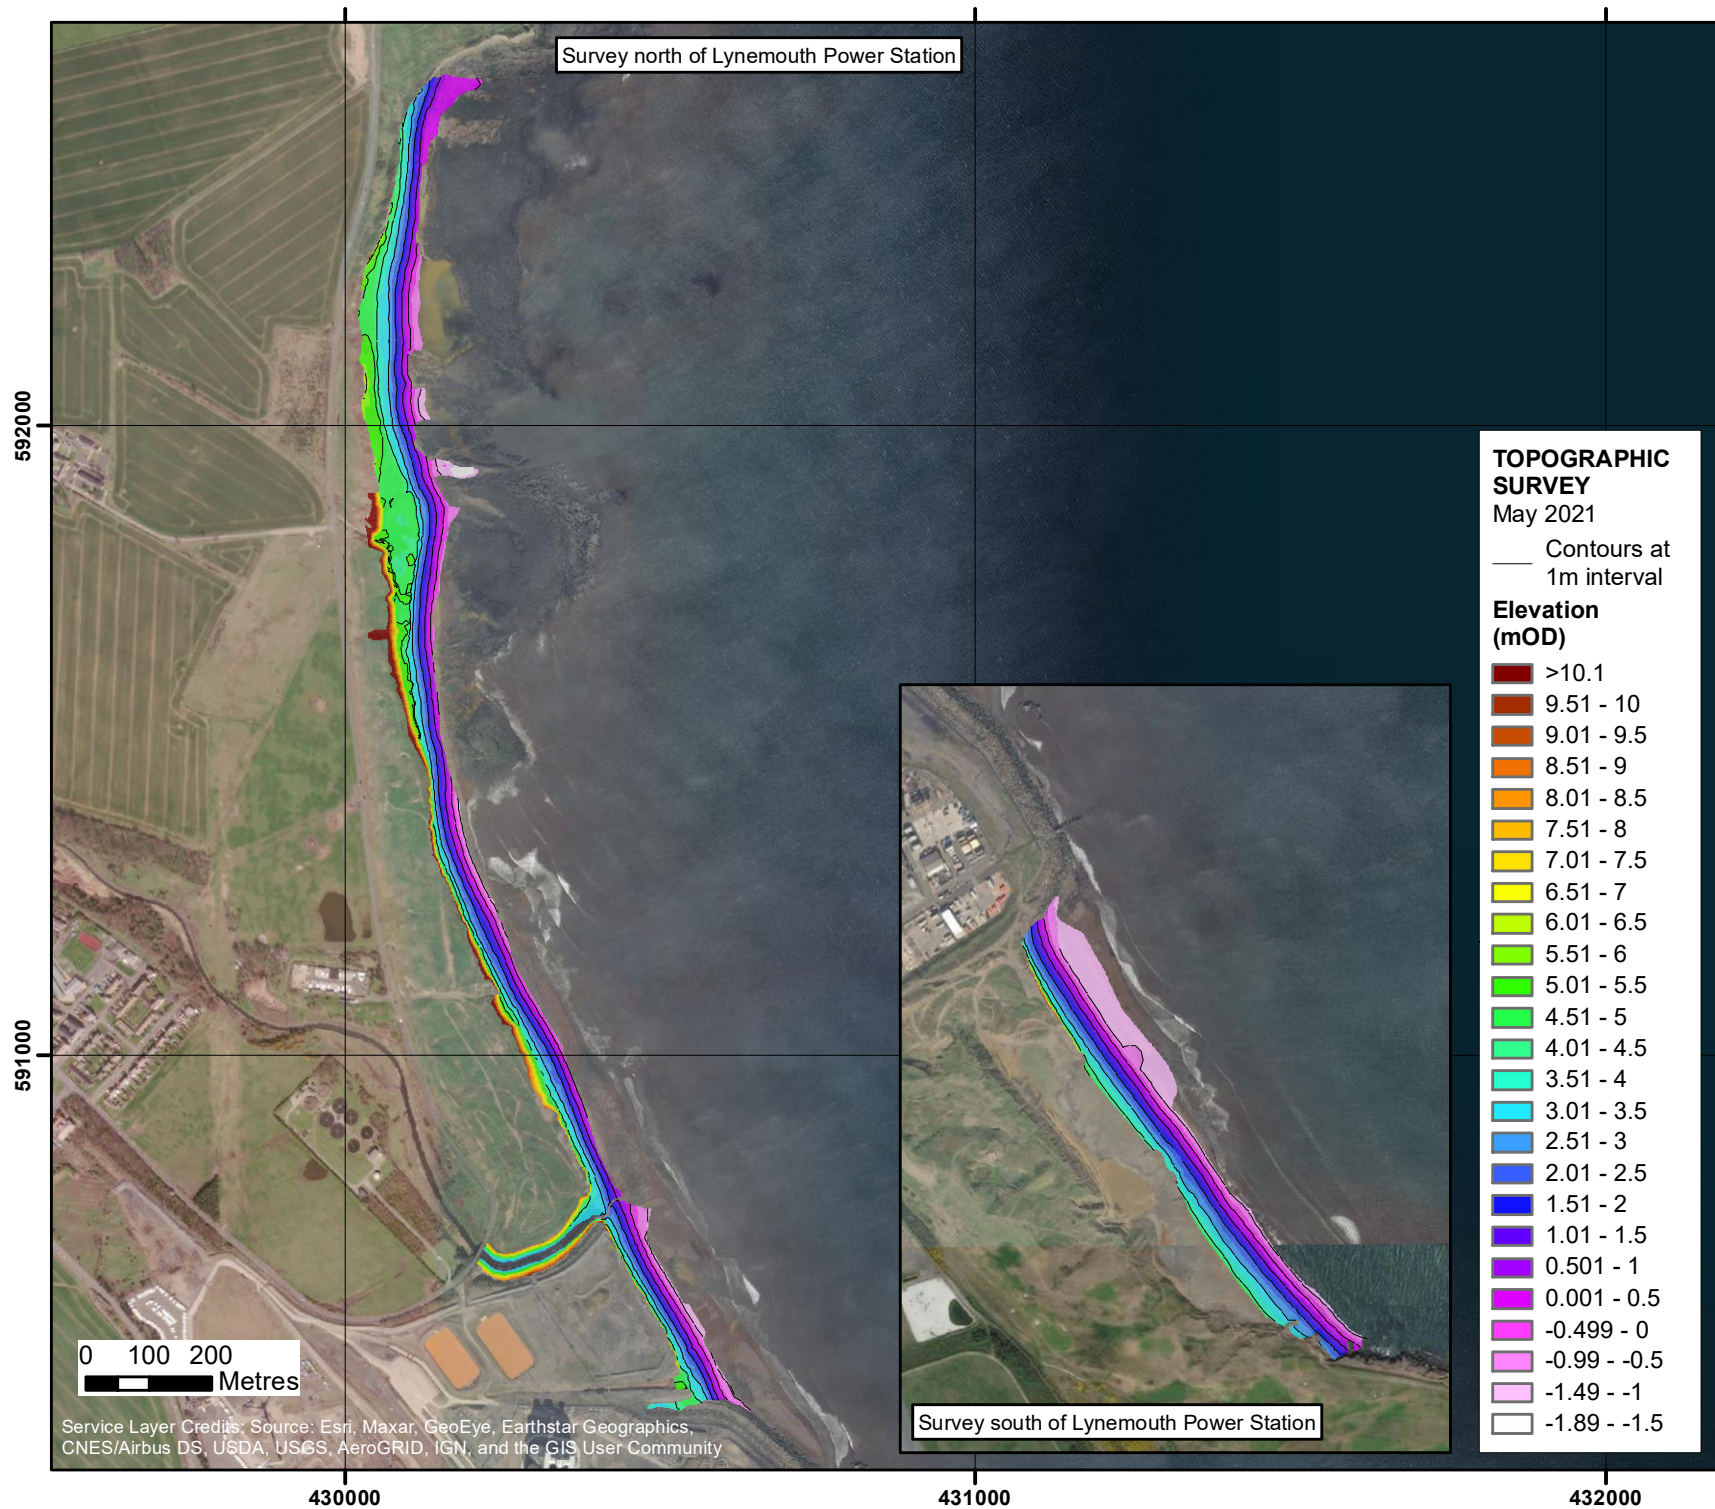 Survey north of Lynemouth Power Station
592000
591000
TOPOGRAPHIC
SURVEY
May 2021
Contours at
1m interval
Elevation
(mOD)
>10.1
9.51 - 10
9.01 - 9.5
8.51 - 9
8.01 - 8.5
7.51 - 8
7.01 - 7.5
6.51 - 7
6.01 - 6.5
5.51 - 6
5.01 - 5.5
4.51 - 5
4.01 - 4.5
3.51 - 4
3.01 - 3.5
2.51 - 3
2.01 - 2.5
1.51 - 2
1.01 - 1.5
0.501 - 1
0.001 - 0.5
-0.499 - 0
-0.99 - -0.5
-1.49 - -1
-1.89 - -1.5
Survey south of Lynemouth Power Station
0 100 200
Metres
Service Layer Credits: Source: Esri, Maxar, GeoEye, Earthstar Geographics,
CNES/Airbus DS, USDA, USGS, AeroGRID, IGN, and the GIS User Community
430000 431000 432000